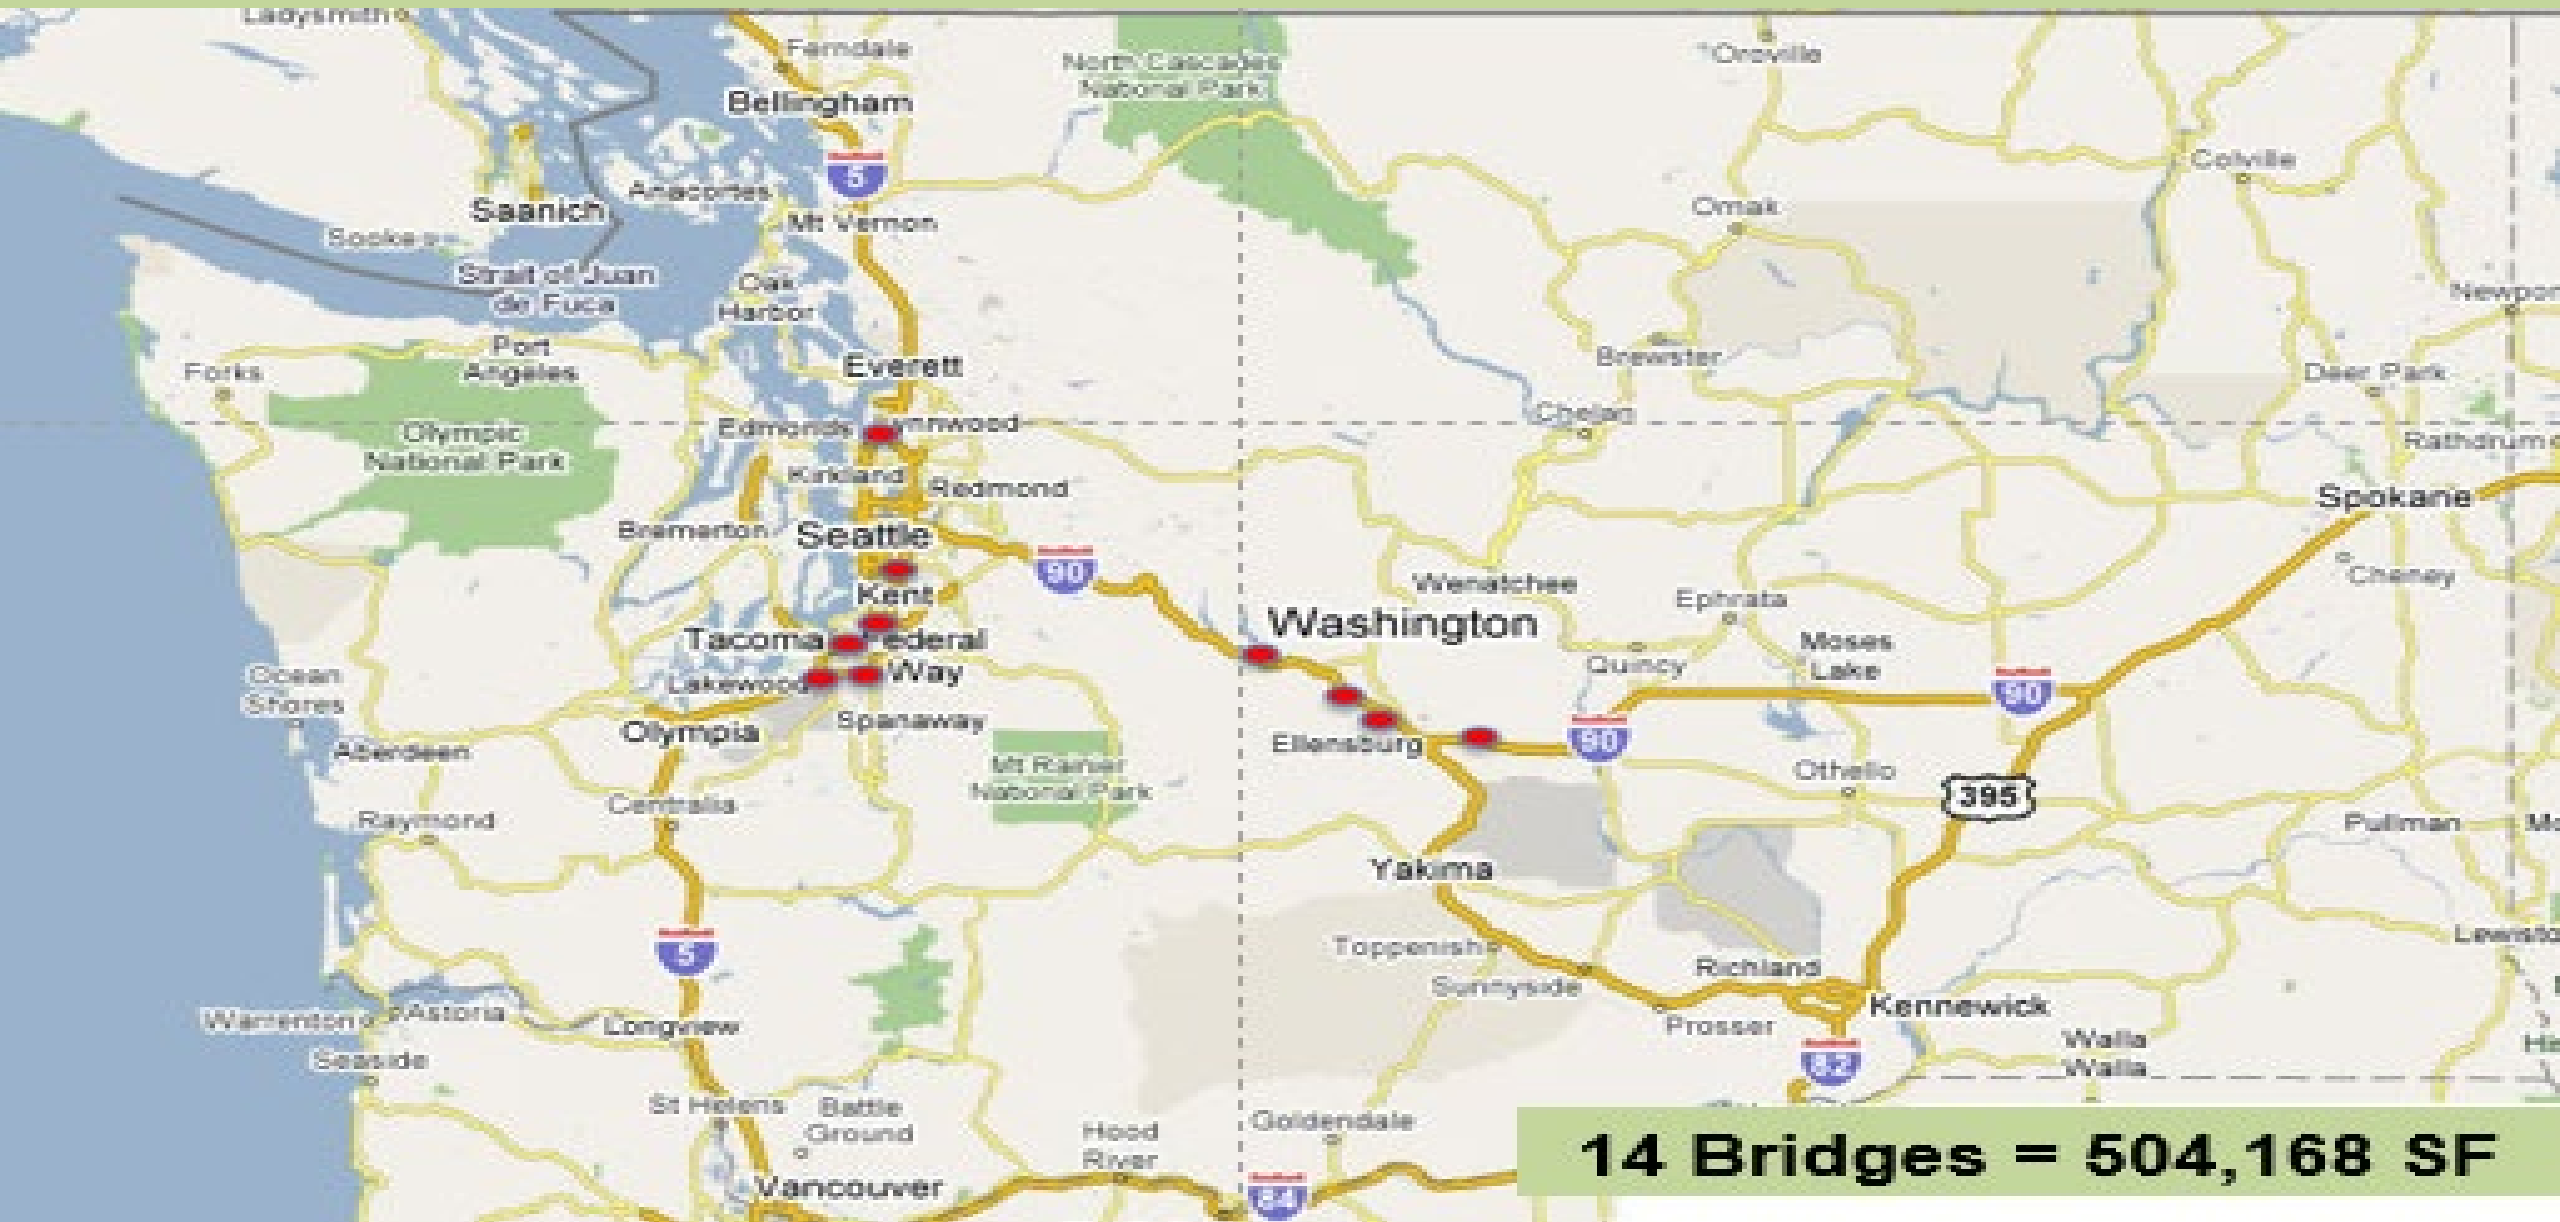 Ladysmith
Ferndale
North Cascades
National Park
Oroville
Bellingham
5
Colville
Anacortes
Saanich
Mt Vernon
Omak
Sooke
Strait of Juan
de Fuca
Oak
Harbor
Newpor
Port
Angeles
Everett
Brewster
Forks
Deer Park
Chelan
Edmonds
ynnwood
Olympic
National Park
Rathdrum
Kirkland
Redmond
Spokane
Bremerton
Seattle
90
Cheney
Kent
Wenatchee
Ephrata
Washington
Tacoma
Federal
Way
Moses
Lake
Quincy
Ocean
Shores
Lakewood
90
Spanaway
Olympia
Ellensburg
90
Aberdeen
Mt Rainier
National Park
Othello
395
Centralia
Raymond
Pullman
Mo
Yakima
Toppenish
Lewisto
5
Richland
Sunnyside
Kennewick
Warrenton
Astoria
Longview
Prosser
Walla
Walla
Seaside
82
St Helens
Battle
Ground
Hood
River
Goldendale
14 Bridges = 504,168 SF
Vancouver
84